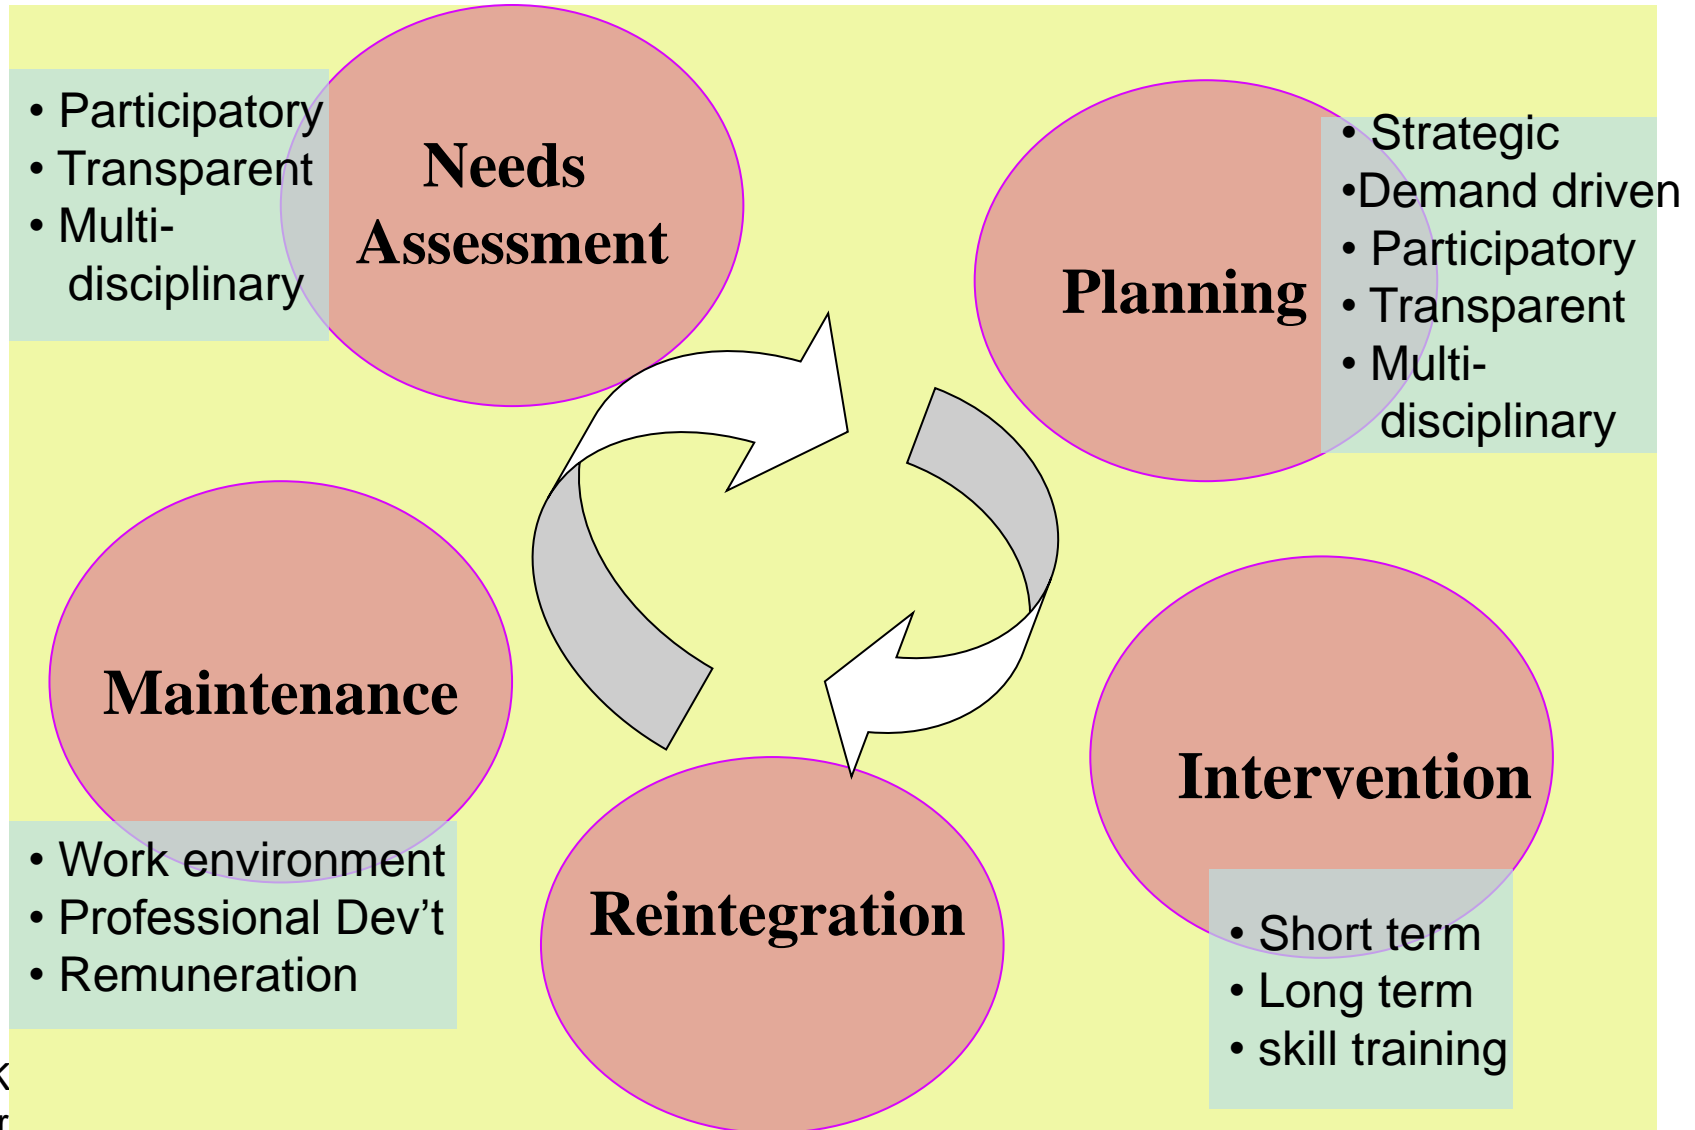 • Participatory
• Transparent
• Multi-
disciplinary
Needs
Assessment
Planning
• Strategic
•Demand driven
• Participatory
• Transparent
• Multi-
disciplinary
Maintenance
• Work environment
• Professional Dev’t
• Remuneration
Reintegration
Intervention
• Short term
• Long term
• skill training